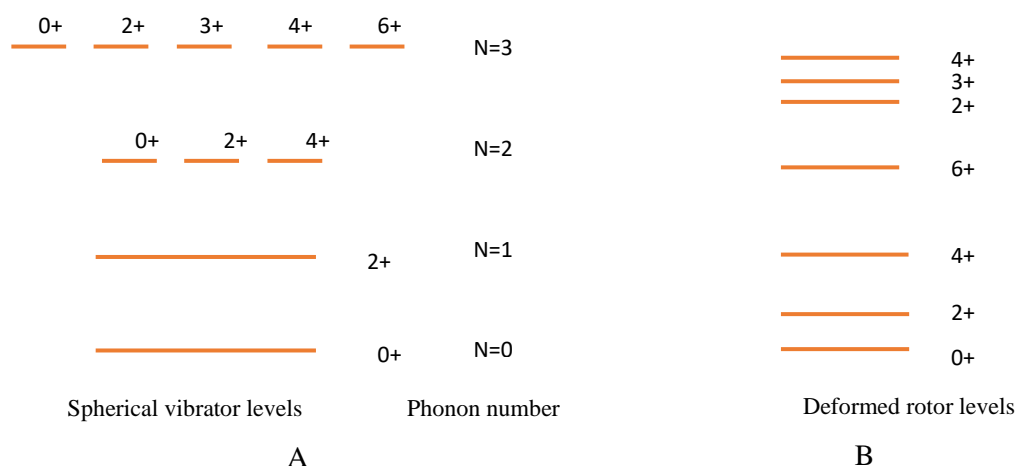 0+ 2+ 3+ 4+ 6+ N=3
0+ 2+ 4+ N=2
2+ N=1
0+ N=0
Spherical vibrator levels Phonon number
A
4+
3+
2+
6+
4+
2+
0+
Deformed rotor levels
B